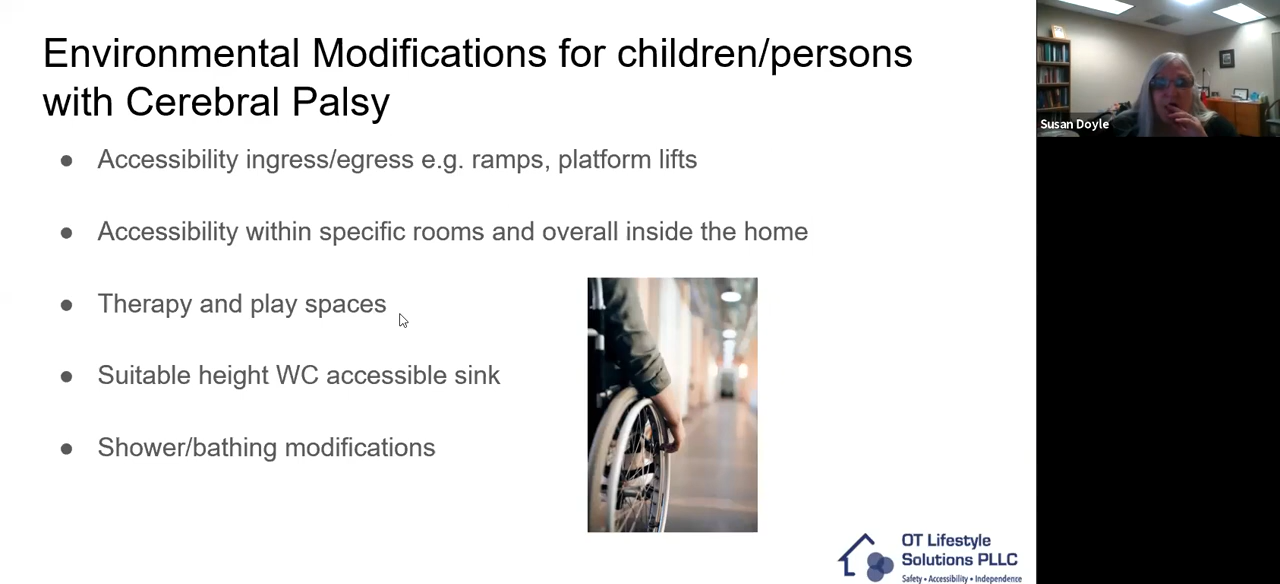 Environmental Modifications for children/persons
with Cerebral Palsy
● Accessibility ingress/egress e.g. ramps, platform lifts
● Accessibility within specific rooms and overall inside the home
● Therapy and play spaces
● Suitable height WC accessible sink
● Shower/bathing modifications
OT Lifestyle
Solutions PLLC
Safety • Accessibility • Independence
Susan Doyle